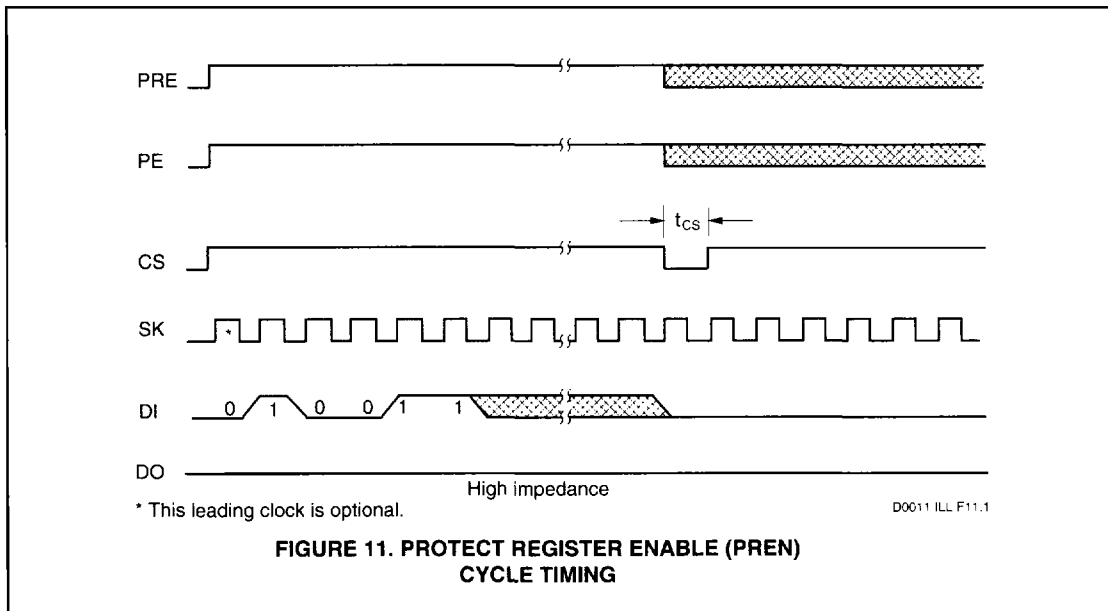 PRE
PE
tCS
CS
SK *
DI 0 1 0 0 1 1
DO
High impedance
* This leading clock is optional.
D0011 ILL F11.1
FIGURE 11. PROTECT REGISTER ENABLE (PREN)
CYCLE TIMING